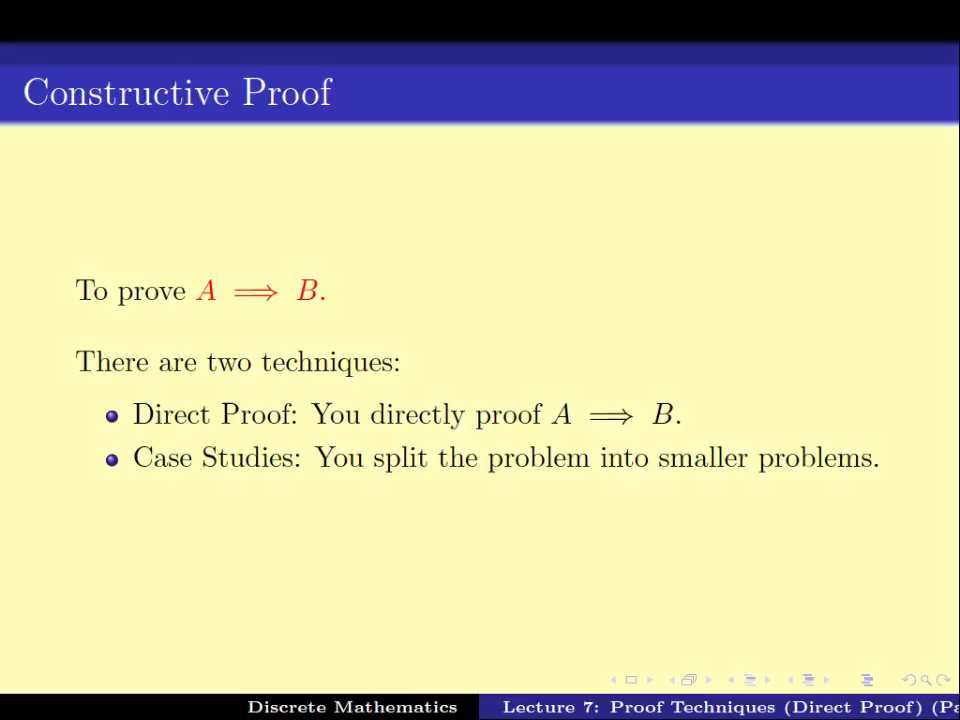 Constructive Proof
To prove A ⟹ B.
There are two techniques:
Direct Proof: You directly proof A ⟹ B.
Case Studies: You split the problem into smaller problems.
Discrete Mathematics
Lecture 7: Proof Techniques (Direct Proof) (Pa